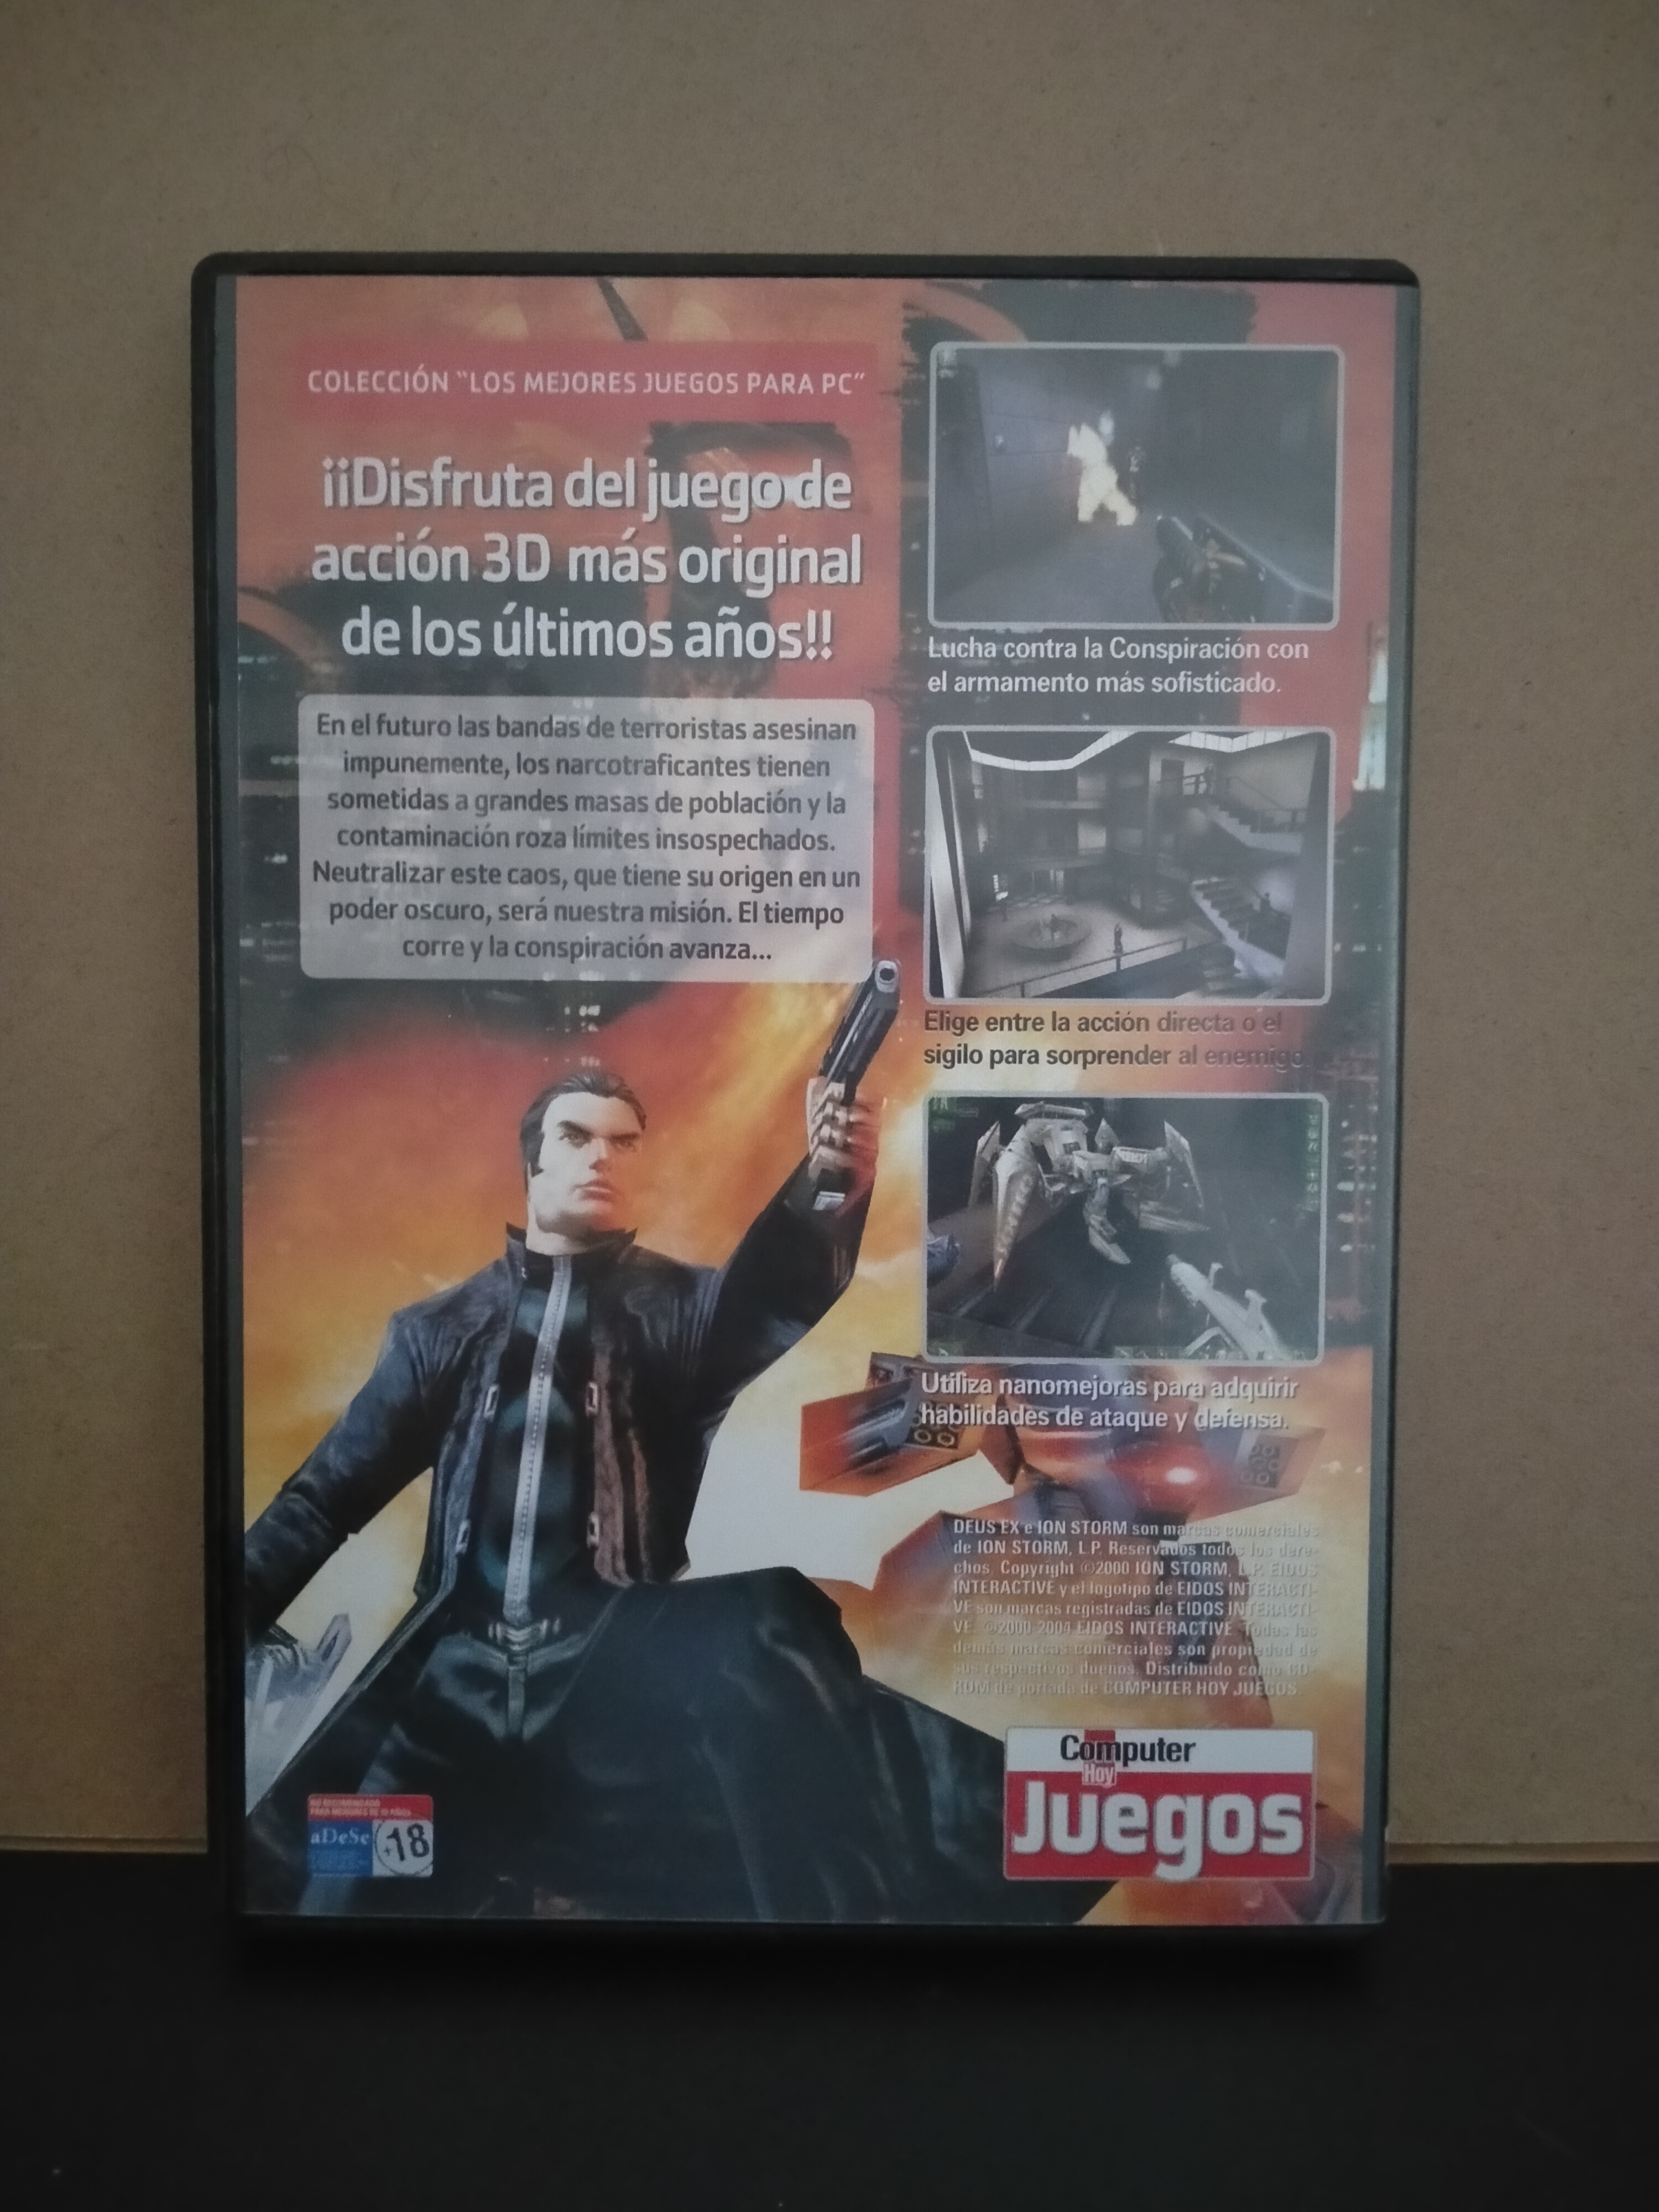 COLECCIÓN "LOS MEJORES JUEGOS PARA PC"
¡¡Disfruta del juego de
acción 3D más original
de los últimos años!!
En el futuro las bandas de terroristas asesinan
impunemente, los narcotraficantes tienen
sometidas a grandes masas de población y la
contaminación roza límites insospechados.
Neutralizar este caos, que tiene su origen en un
poder oscuro, será nuestra misión. El tiempo
corre y la conspiración avanza...
Lucha contra la Conspiración con
el armamento más sofisticado.
Elige entre la acción directa o el
sigilo para sorprender al enemigo.
Utiliza nanomejoras para adquirir
habilidades de ataque y defensa.
DEUS EX e ION STORM son marcas comerciales
de ION STORM, L.P. Reservados todos los dere-
chos. Copyright ©2000 ION STORM, L.P. EIDOS
INTERACTIVE y el logotipo de EIDOS INTERACTI-
VE son marcas registradas de EIDOS INTERACTI-
VE. ©2000-2004 EIDOS INTERACTIVE. Todas las
demás marcas comerciales son propiedad de
sus respectivos duenos. Distribuido como CD-
ROM de portada de COMPUTER HOY JUEGOS
NO RECOMENDADO
PARA MENORES DE
aDeSe
+18
Computer
Hoy
Juegos